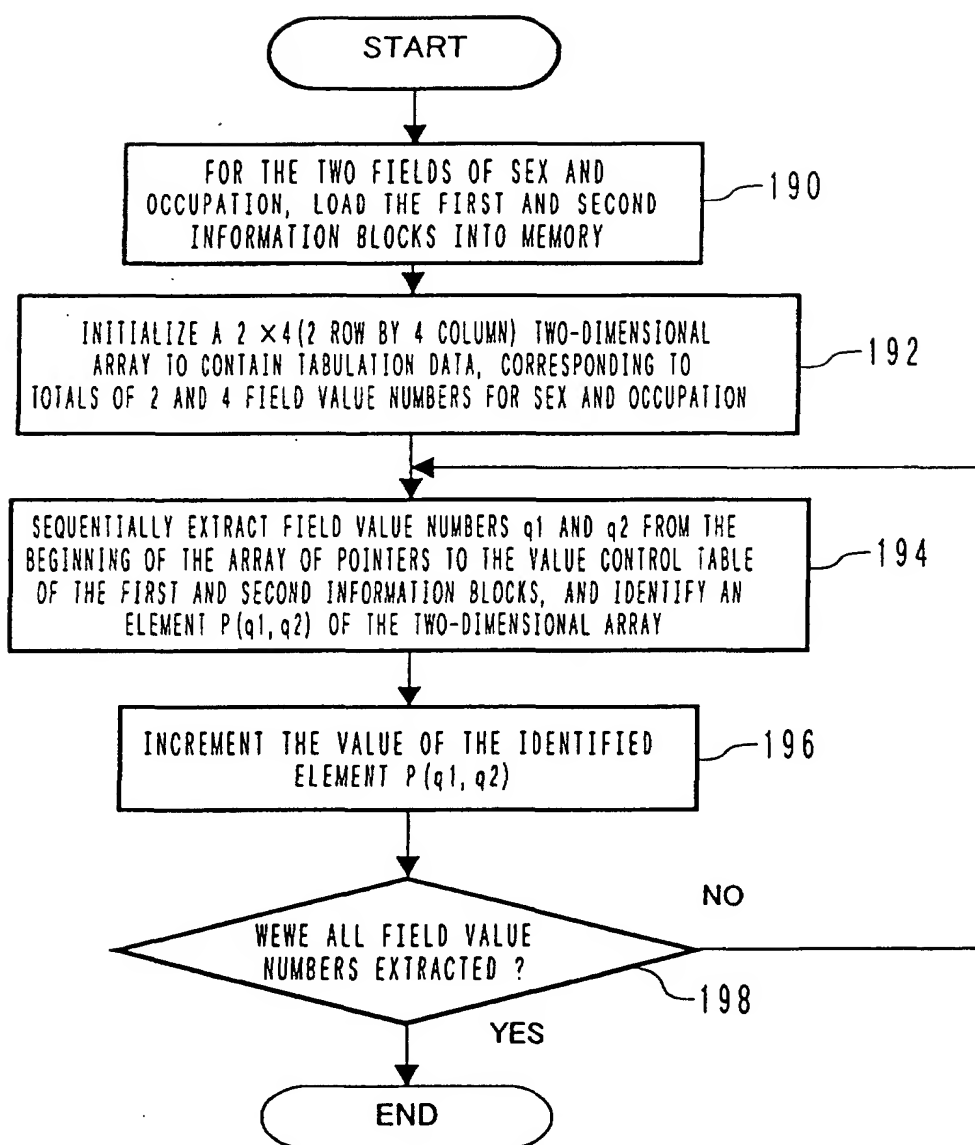 START
FOR THE TWO FIELDS OF SEX AND
OCCUPATION, LOAD THE FIRST AND SECOND
INFORMATION BLOCKS INTO MEMORY
190
INITIALIZE A 2 ×4(2 ROW BY 4 COLUMN) TWO-DIMENSIONAL
ARRAY TO CONTAIN TABULATION DATA, CORRESPONDING TO
TOTALS OF 2 AND 4 FIELD VALUE NUMBERS FOR SEX AND OCCUPATION
192
SEQUENTIALLY EXTRACT FIELD VALUE NUMBERS q1 AND q2 FROM THE
BEGINNING OF THE ARRAY OF POINTERS TO THE VALUE CONTROL TABLE
OF THE FIRST AND SECOND INFORMATION BLOCKS, AND IDENTIFY AN
ELEMENT P(q1, q2) OF THE TWO-DIMENSIONAL ARRAY
194
INCREMENT THE VALUE OF THE IDENTIFIED
ELEMENT P(q1, q2)
196
WEWE ALL FIELD VALUE
NUMBERS EXTRACTED ?
NO
198
YES
END